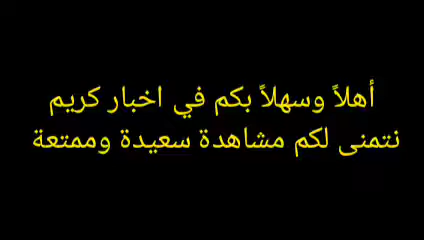 أهلاً وسهلاً بكم في اخبار كريم
نتمنى لكم مشاهدة سعيدة وممتعة